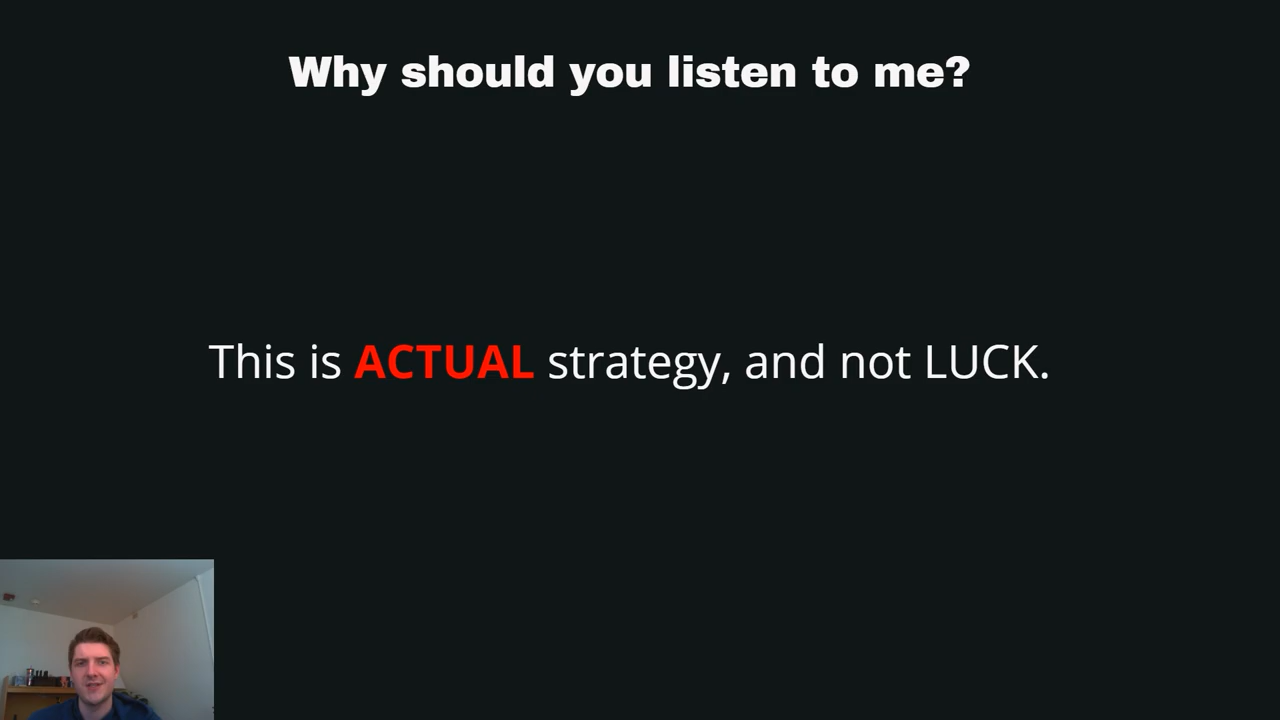 Why should you listen to me?
This is ACTUAL strategy, and not LUCK.